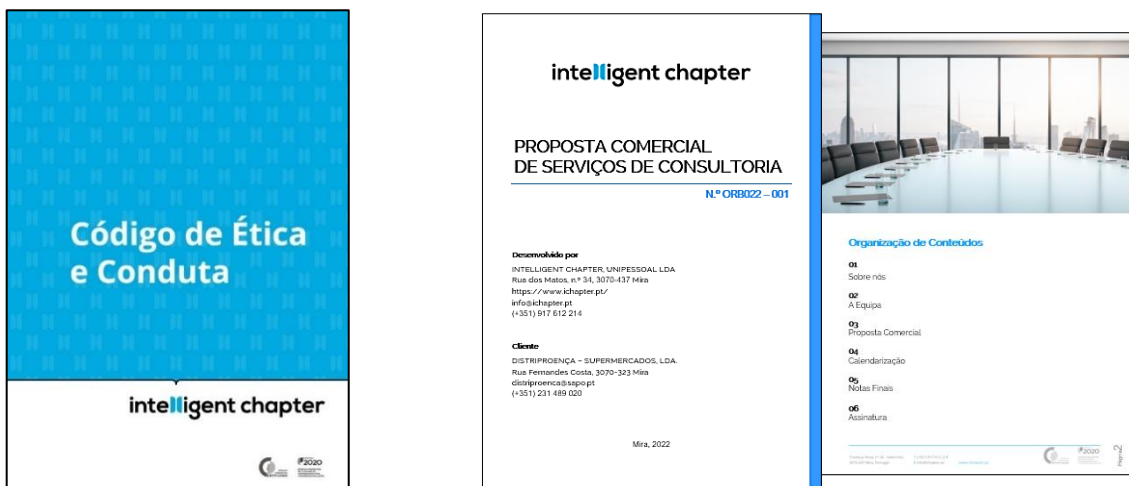 Código de Ética
e Conduta
intelligent chapter
2020
intelligent chapter
PROPOSTA COMERCIAL
DE SERVIÇOS DE CONSULTORIA
N.º ORB022 – 001
Desenvolvido por
INTELLIGENT CHAPTER, UNIPESSOAL LDA
Rua dos Matos, n.º 34, 3070-437 Mira
https://www.ichapter.pt/
info@ichapter.pt
(+351) 917 612 214
Cliente
DISTRIPROENÇA – SUPERMERCADOS, LDA.
Rua Fernandes Costa, 3070-323 Mira
distriproenca@sapo.pt
(+351) 231 489 020
Mira, 2022
Organização de Conteúdos
01
Sobre nós
02
A Equipa
03
Proposta Comercial
04
Calendarização
05
Notas Finais
06
Assinatura
2020
Página 2